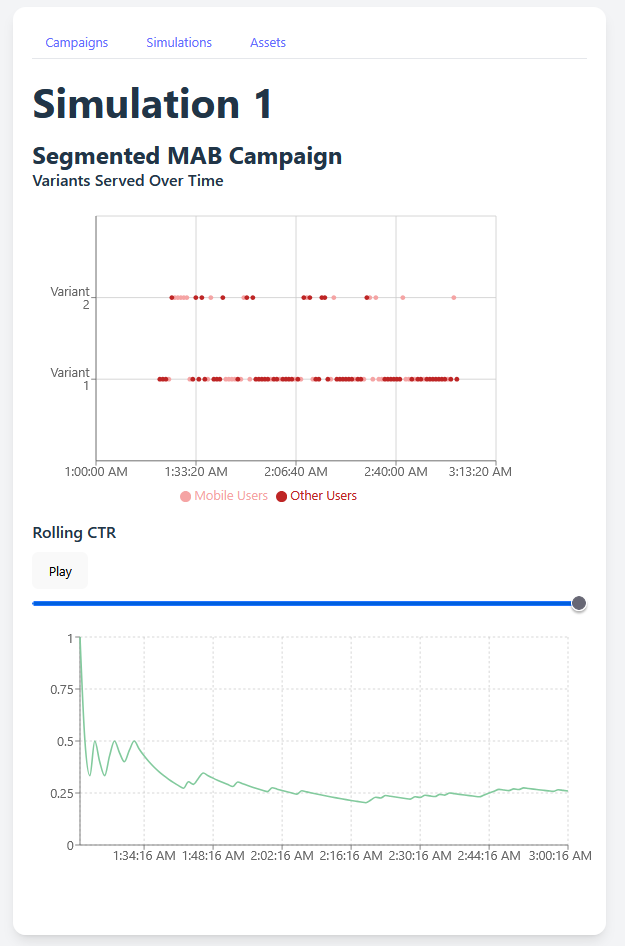 Campaigns Simulations Assets
Simulation 1
Segmented MAB Campaign
Variants Served Over Time
Variant
2
Variant
1
1:00:00 AM 1:33:20 AM 2:06:40 AM 2:40:00 AM 3:13:20 AM
Mobile Users Other Users
Rolling CTR
Play
1
0.75
0.5
0.25
0
1:34:16 AM 1:48:16 AM 2:02:16 AM 2:16:16 AM 2:30:16 AM 2:44:16 AM 3:00:16 AM